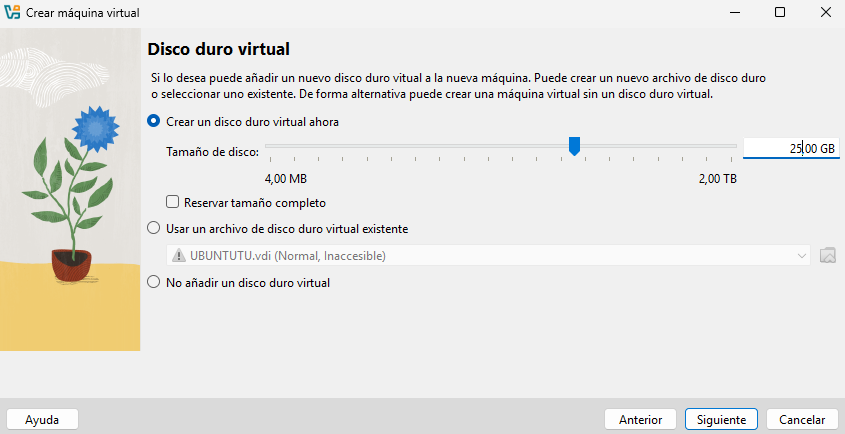 Crear máquina virtual
Disco duro virtual
Si lo desea puede añadir un nuevo disco duro vitual a la nueva máquina. Puede crear un nuevo archivo de disco duro
o seleccionar uno existente. De forma alternativa puede crear una máquina virtual sin un disco duro virtual.
Crear un disco duro virtual ahora
Tamaño de disco:
25,00 GB
4,00 MB
2,00 TB
Reservar tamaño completo
Usar un archivo de disco duro virtual existente
UBUNTUTU.vdi (Normal, Inaccesible)
No añadir un disco duro virtual
Ayuda
Anterior
Siguiente
Cancelar